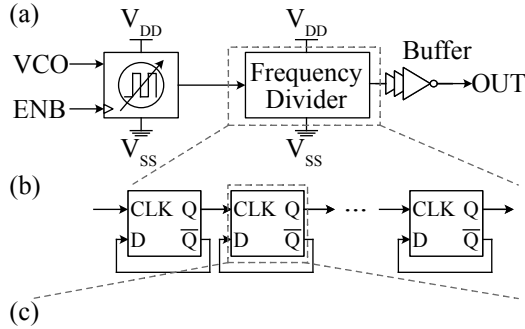 (a)
V_DD V_DD
VCO
ENB
Frequency
Divider
Buffer
OUT
V_SS V_SS
(b)
CLK Q CLK Q ... CLK Q
D Q̅ D Q̅ D Q̅
(c)